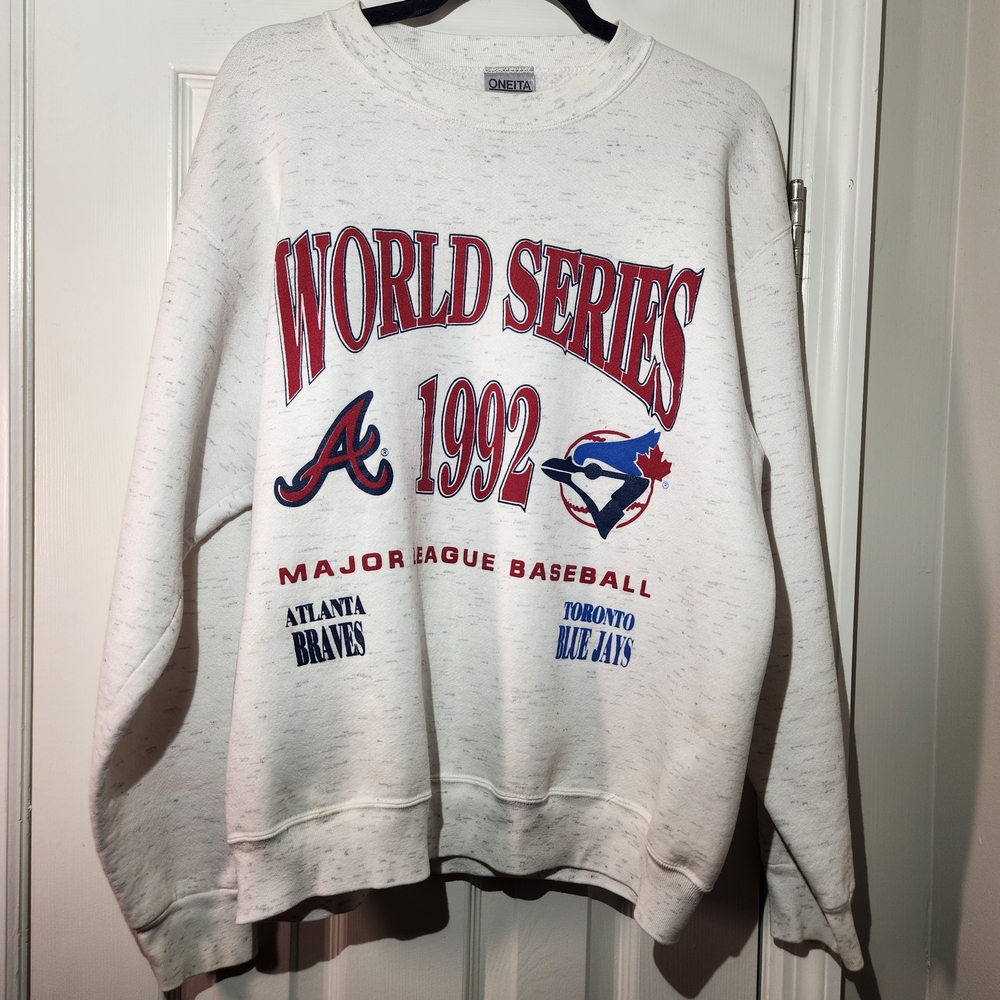 ONEITA
WORLD SERIES
1992
A ®
®
MAJOR LEAGUE BASEBALL
ATLANTA
BRAVES
TORONTO
BLUE JAYS